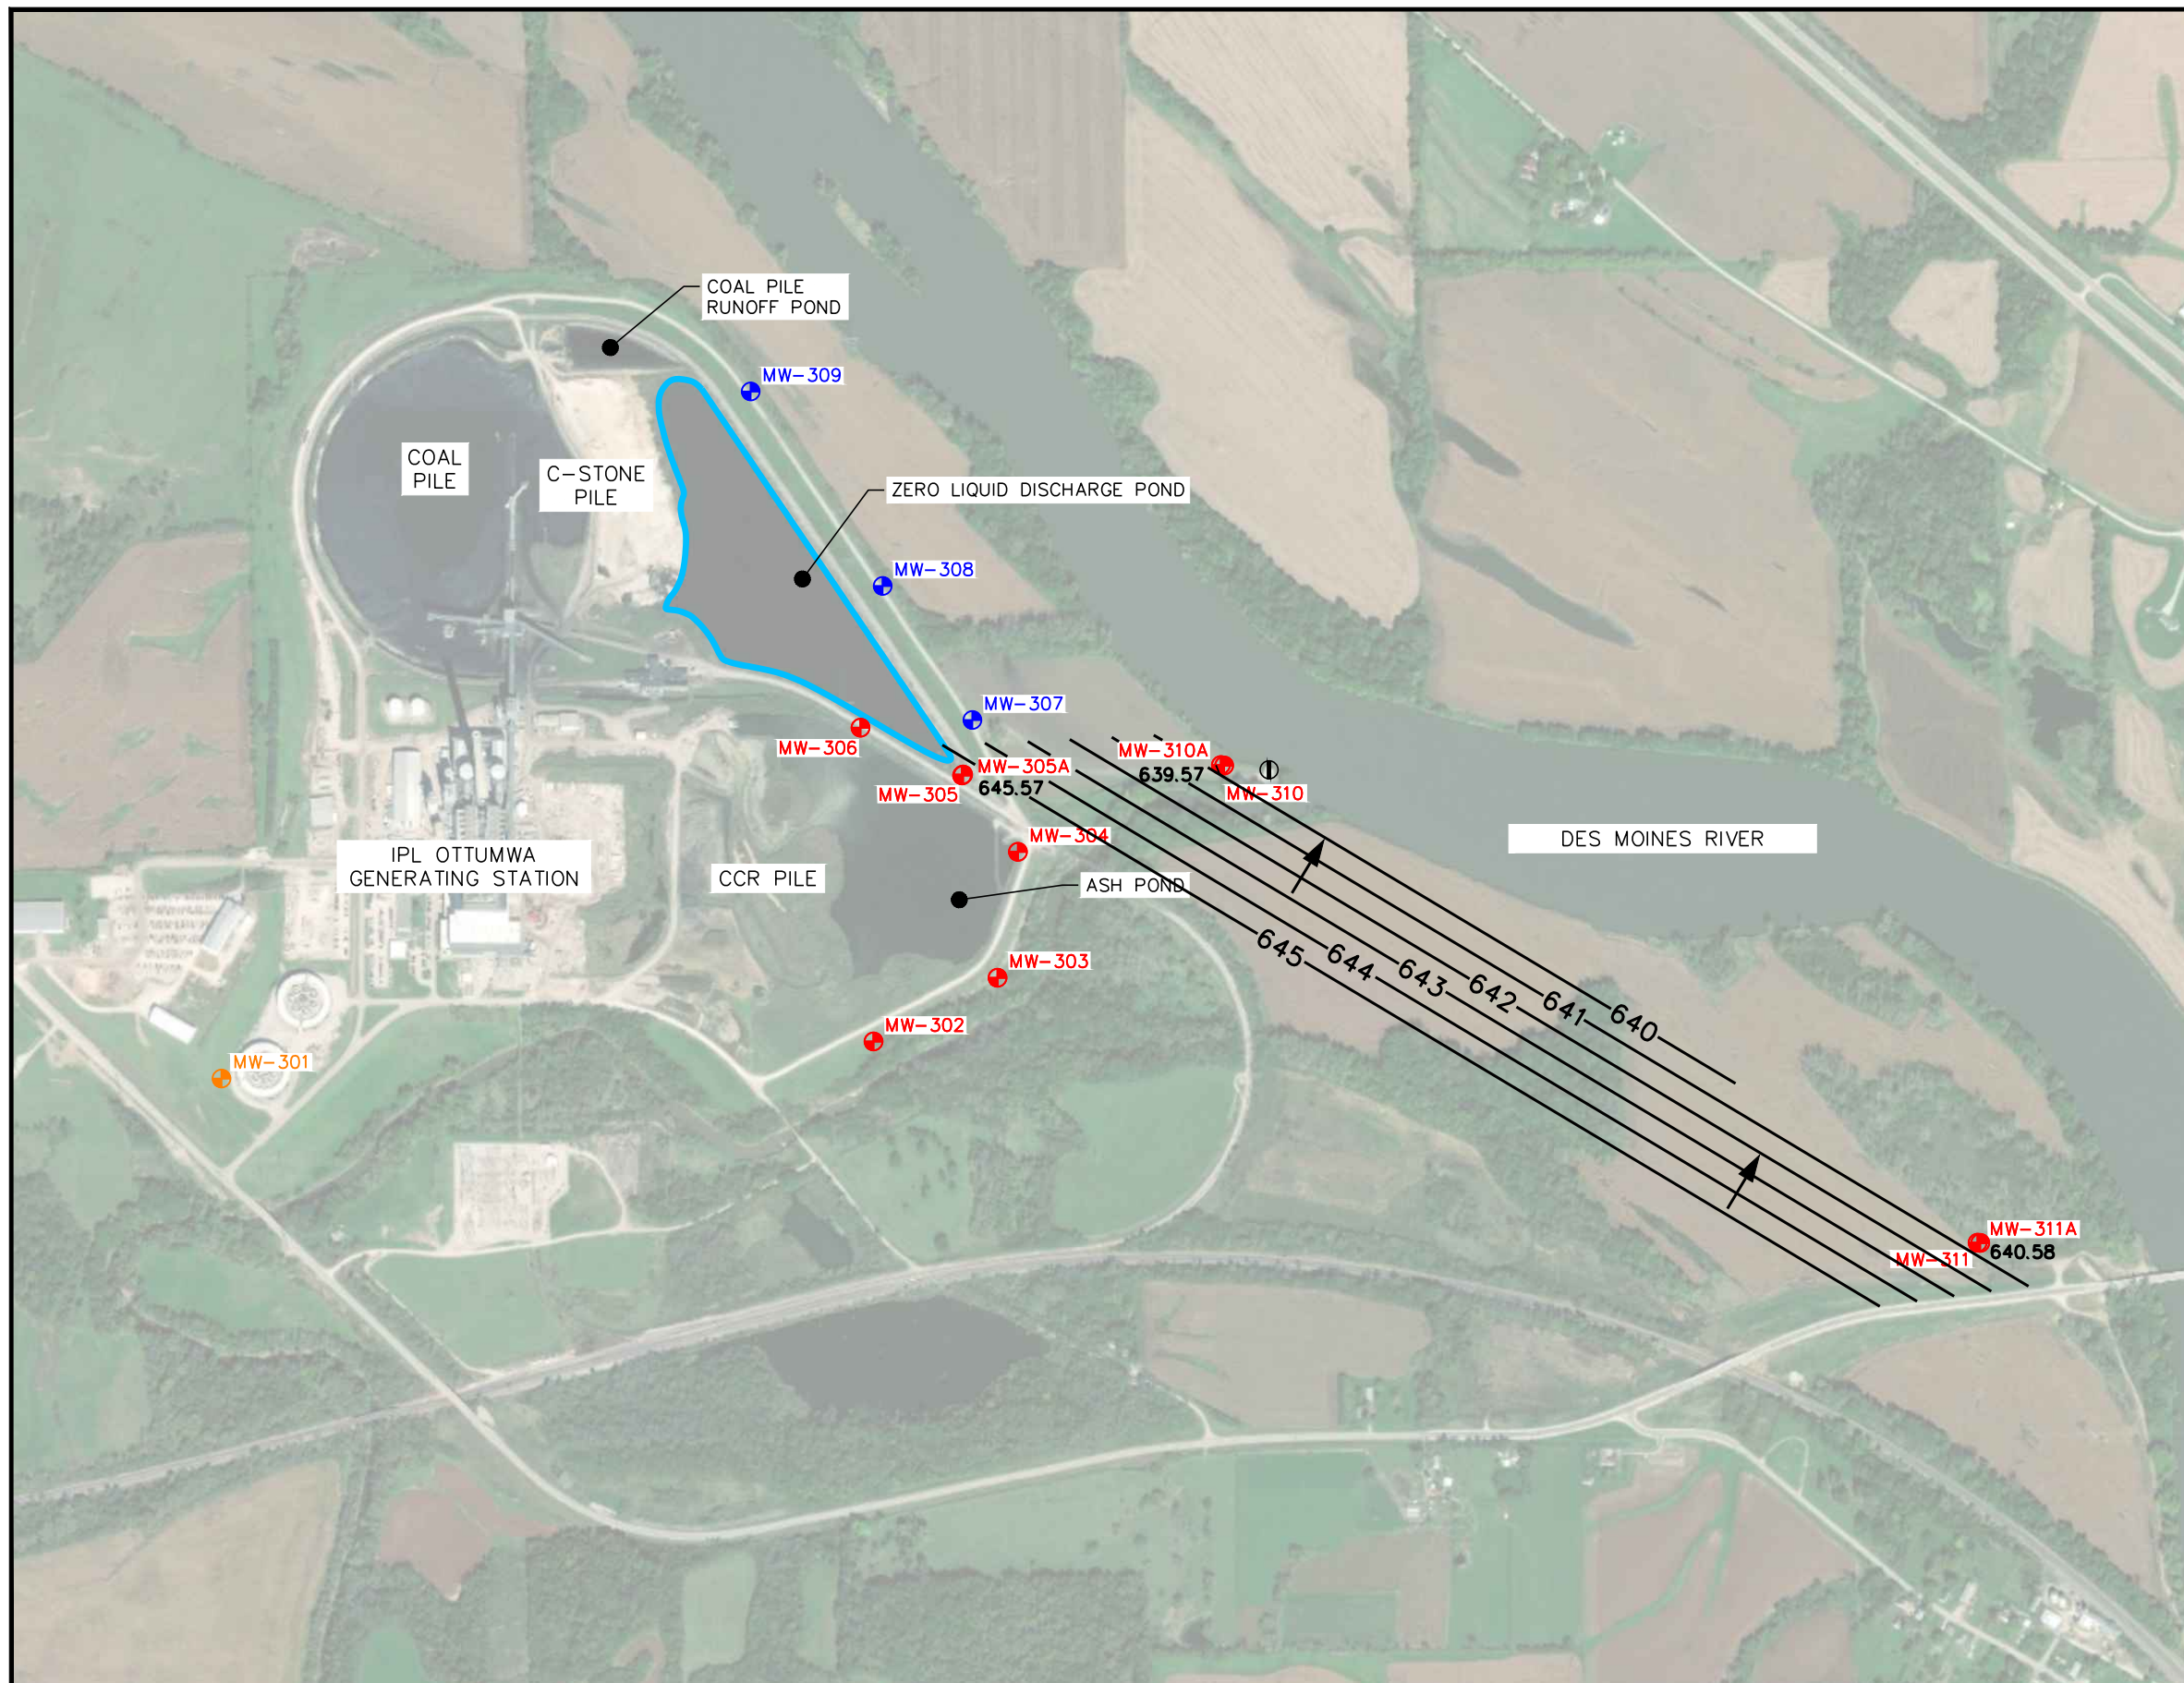 COAL PILE
RUNOFF POND
MW-309
COAL
PILE
C-STONE
PILE
ZERO LIQUID DISCHARGE POND
MW-308
MW-307
MW-306
MW-310A
639.57
MW-310
MW-305A
645.57
MW-305
MW-304
DES MOINES RIVER
IPL OTTUMWA
GENERATING STATION
CCR PILE
ASH POND
645
644
643
642
641
640
MW-303
MW-302
MW-301
MW-311A
640.58
MW-311